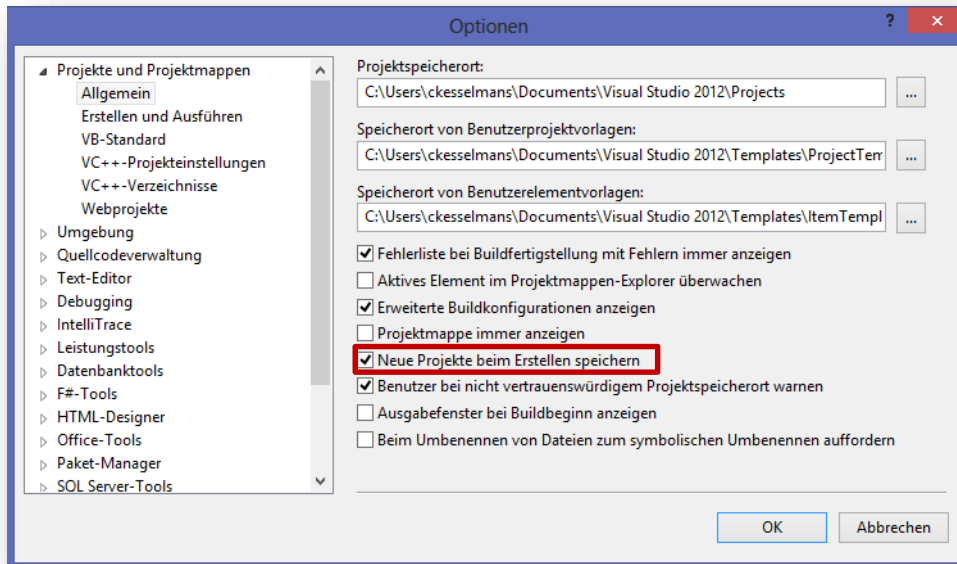 Optionen
?
Projekte und Projektmappen
Allgemein
Erstellen und Ausführen
VB-Standard
VC++-Projekteinstellungen
VC++-Verzeichnisse
Webprojekte
Umgebung
Quellcodeverwaltung
Text-Editor
Debugging
IntelliTrace
Leistungstools
Datenbanktools
F#-Tools
HTML-Designer
Office-Tools
Paket-Manager
SQL Server-Tools
Projektspeicherort:
C:\Users\ckesselmans\Documents\Visual Studio 2012\Projects
...
Speicherort von Benutzerprojektvorlagen:
C:\Users\ckesselmans\Documents\Visual Studio 2012\Templates\ProjectTem
...
Speicherort von Benutzerelementvorlagen:
C:\Users\ckesselmans\Documents\Visual Studio 2012\Templates\ItemTempl
...
Fehlerliste bei Buildfertigstellung mit Fehlern immer anzeigen
Aktives Element im Projektmappen-Explorer überwachen
Erweiterte Buildkonfigurationen anzeigen
Projektmappe immer anzeigen
Neue Projekte beim Erstellen speichern
Benutzer bei nicht vertrauenswürdigem Projektspeicherort warnen
Ausgabefenster bei Buildbeginn anzeigen
Beim Umbenennen von Dateien zum symbolischen Umbenennen auffordern
OK
Abbrechen